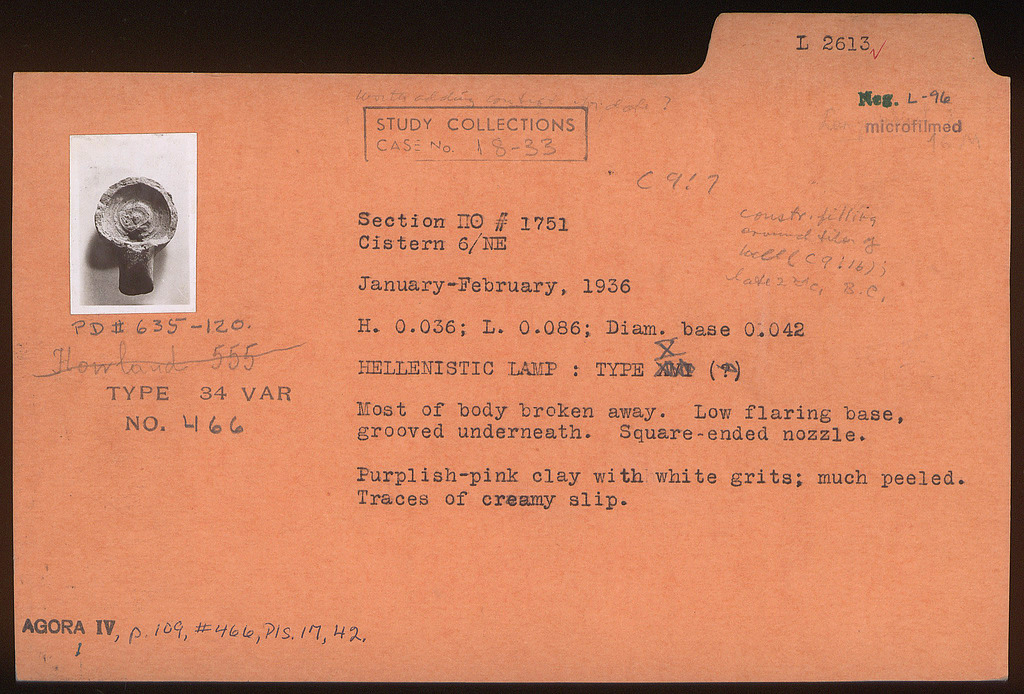 L 2613 ✓
Neg. L-96
microfilmed
worth adding
STUDY COLLECTIONS
CASE No. 18-33
C 9:7
Section ΠΘ # 1751
Cistern 6/NE
constr. filling
around tiles of
well (C 9:16);
late 2nd c. B.C.
January-February, 1936
H. 0.036; L. 0.086; Diam. base 0.042
X
HELLENISTIC LAMP : TYPE XVI (?)
Most of body broken away. Low flaring base,
grooved underneath. Square-ended nozzle.
Purplish-pink clay with white grits; much peeled.
Traces of creamy slip.
PD# 635-120.
Howland 555
TYPE 34 VAR
NO. 466
AGORA IV, p. 109, #466, Pls. 17, 42.
1